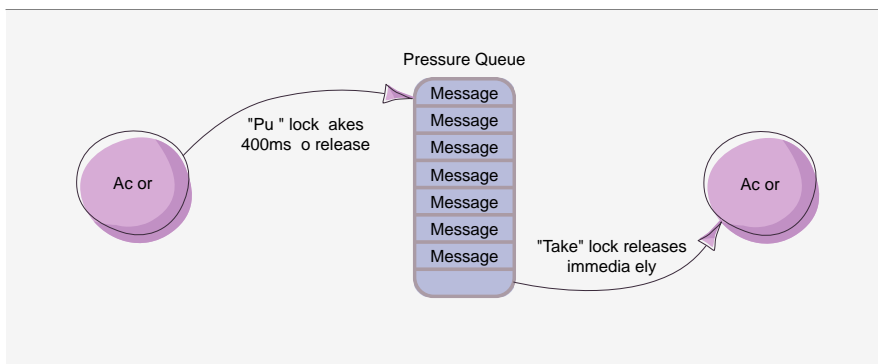 Pressure Queue
Message
Message
Message
Message
Message
Message
Message
"Pu " lock  akes
400ms  o release
Ac or
Ac or
"Take" lock releases
immedia ely